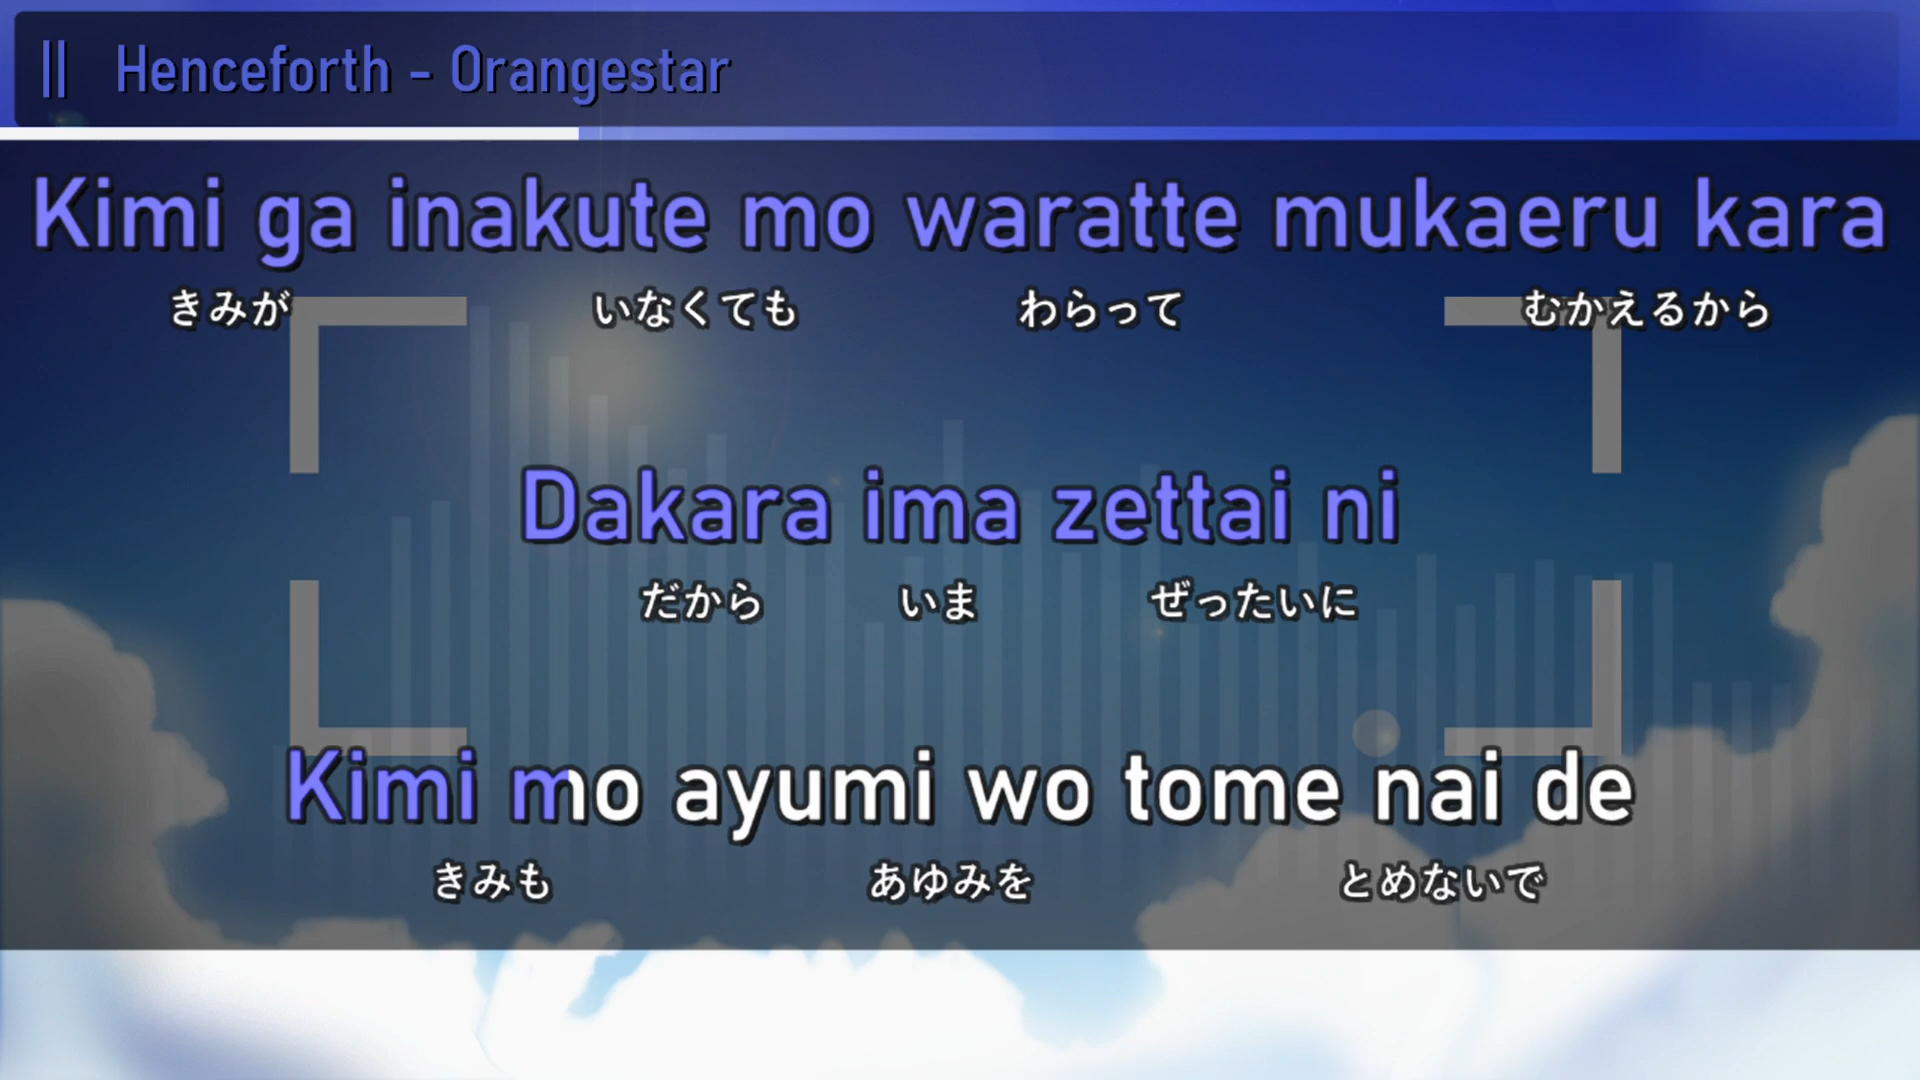 Henceforth - Orangestar
Kimi ga inakute mo waratte mukaeru kara
きみが いなくても わらって むかえるから
Dakara ima zettai ni
だから いま ぜったいに
Kimi mo ayumi wo tome nai de
きみも あゆみを とめないで